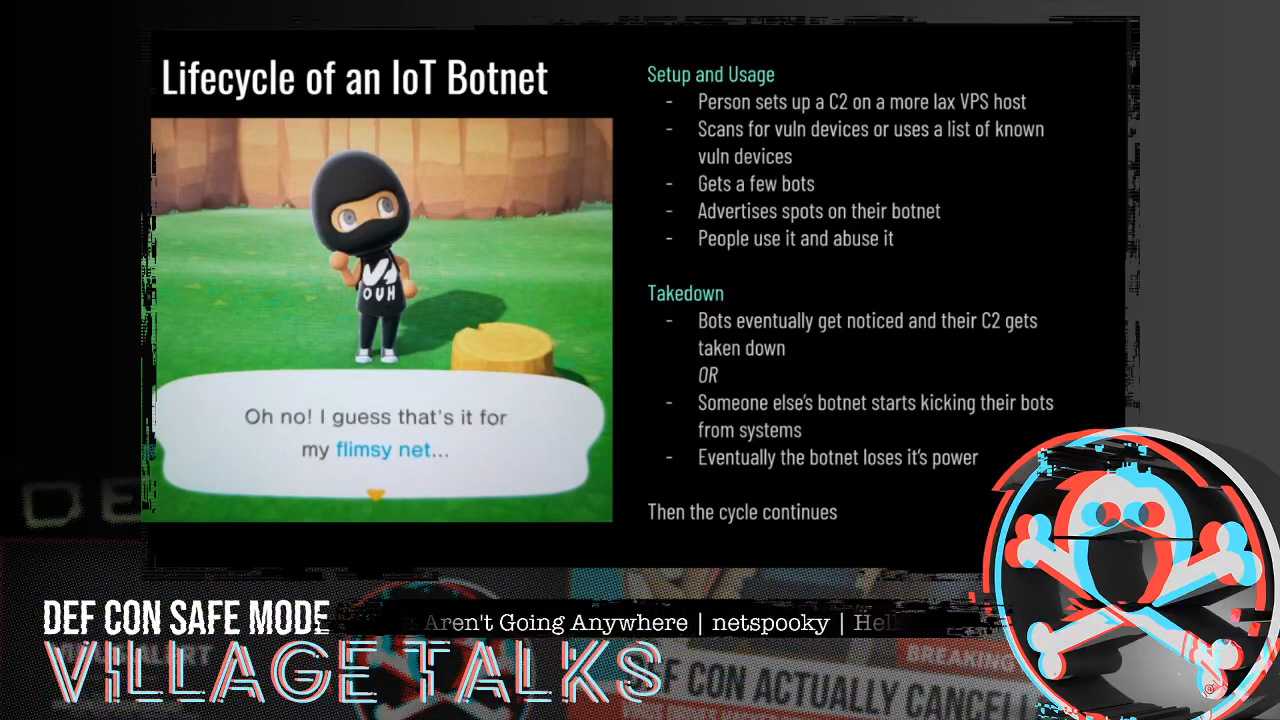 Lifecycle of an IoT Botnet
OUH
Oh no! I guess that's it for
my flimsy net...
Setup and Usage
- Person sets up a C2 on a more lax VPS host
- Scans for vuln devices or uses a list of known
vuln devices
- Gets a few bots
- Advertises spots on their botnet
- People use it and abuse it
Takedown
- Bots eventually get noticed and their C2 gets
taken down
OR
- Someone else's botnet starts kicking their bots
from systems
- Eventually the botnet loses it's power
Then the cycle continues
DEF CON SAFE MODE
Aren't Going Anywhere | netspooky |
VILLAGE TALKS
BREAKING
DEF CON ACTUALLY